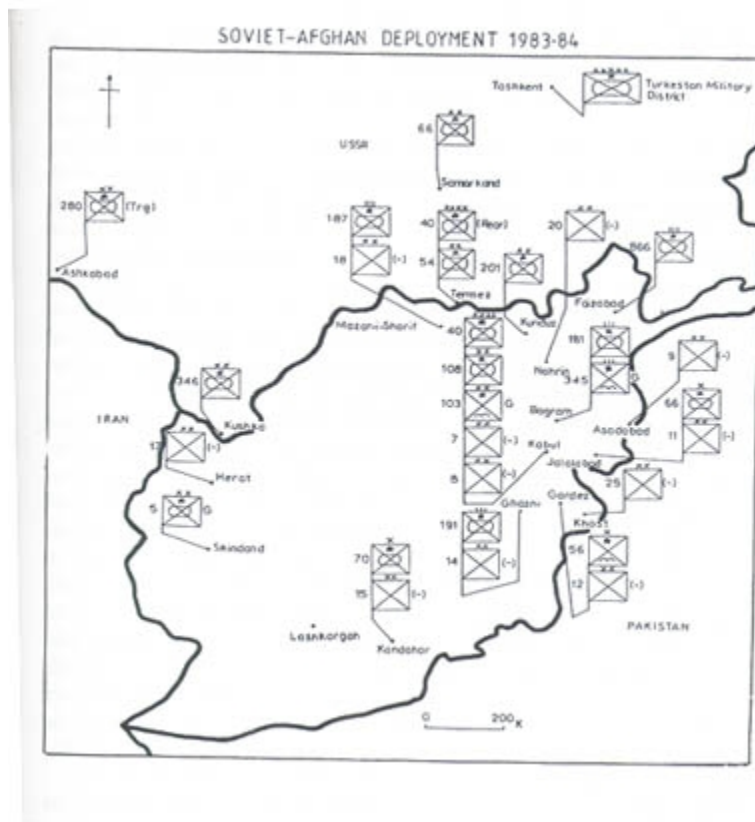 SOVIET-AFGHAN DEPLOYMENT 1983-84
Tashkent
Turkestan Military
District
USSR
66
Samarkand
280
(Trg)
Ashkabad
187
18
(-)
40
(Rear)
54
Termez
201
20
(-)
866
Faizabad
Kunduz
Mazari-Sharif
Nahrin
40
108
103
G
7
(-)
8
(-)
181
345
G
Bagram
9
(-)
Asadabad
66
11
(-)
Kabul
Jalalabad
25
(-)
346
Kushka
IRAN
17
(-)
Herat
5
G
Shindand
Ghazni
Gardez
Khost
191
14
(-)
56
12
(-)
70
15
(-)
Lashkorgah
Kandahar
PAKISTAN
0
200 K